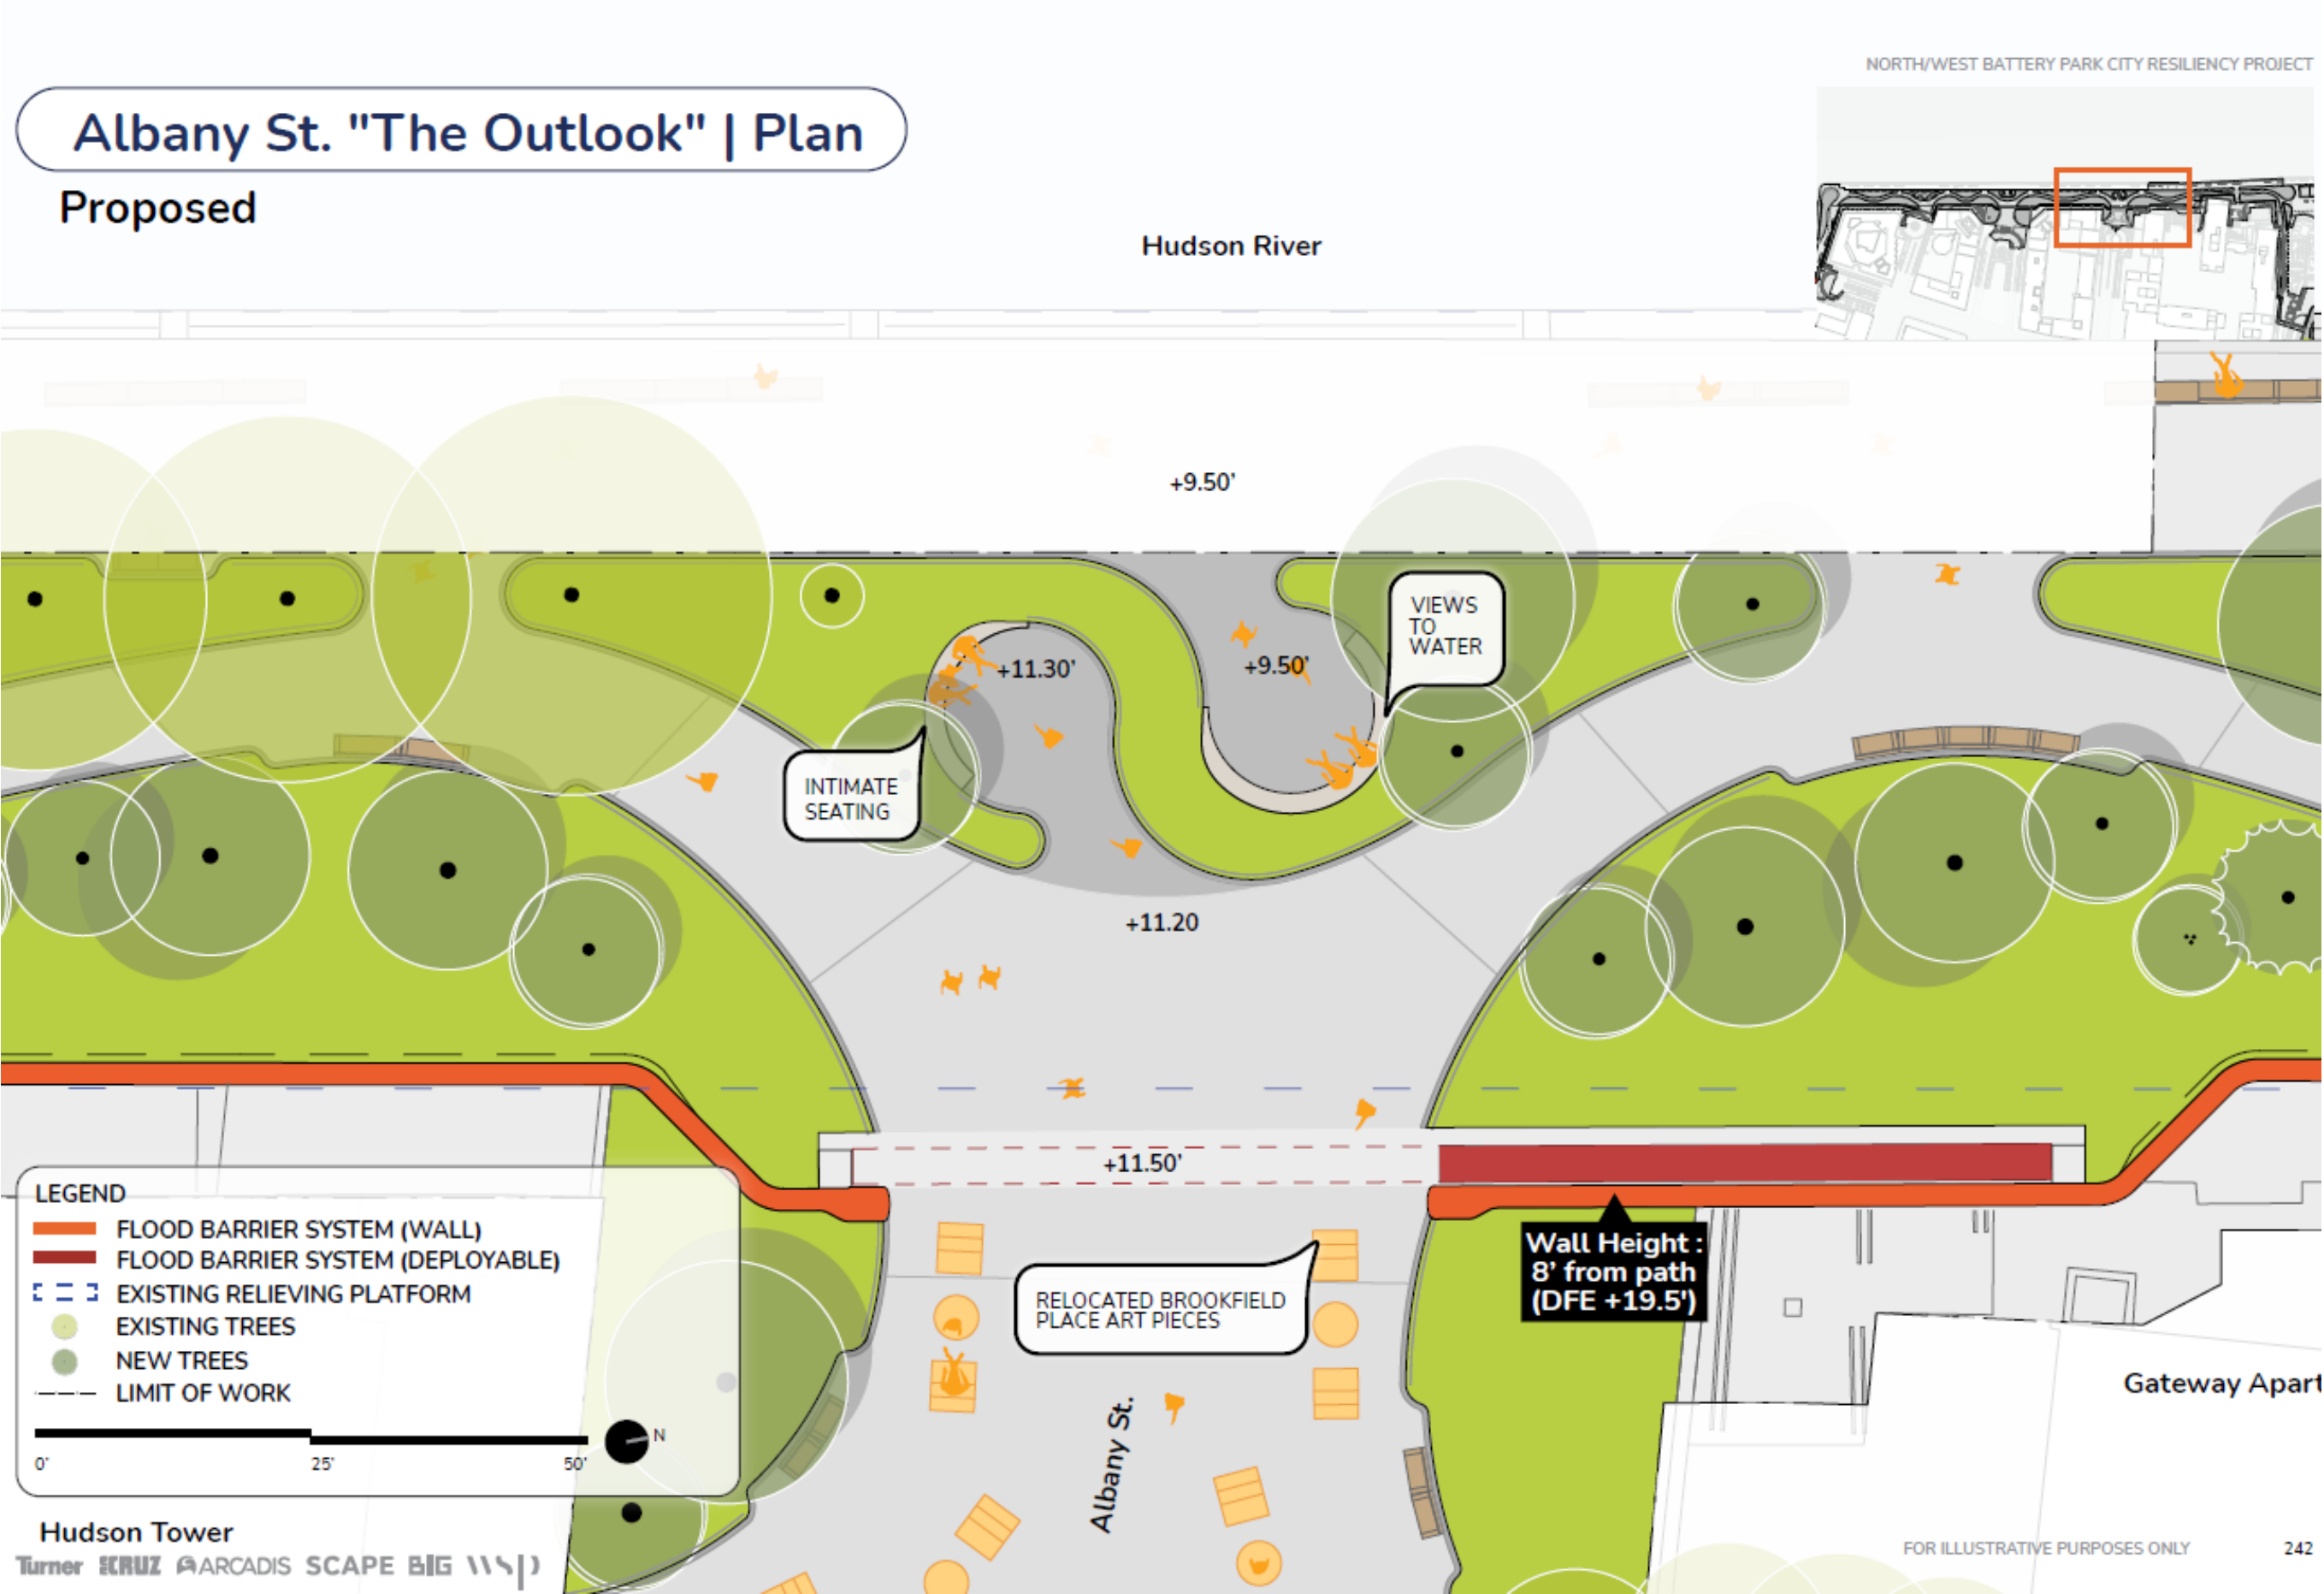 NORTH/WEST BATTERY PARK CITY RESILIENCY PROJECT
Albany St. "The Outlook" | Plan
Proposed
Hudson River
+9.50’
VIEWS
TO
WATER
+11.30’
+9.50’
INTIMATE
SEATING
+11.20
+11.50’
LEGEND
FLOOD BARRIER SYSTEM (WALL)
FLOOD BARRIER SYSTEM (DEPLOYABLE)
EXISTING RELIEVING PLATFORM
EXISTING TREES
NEW TREES
LIMIT OF WORK
0'
25'
50'
N
Wall Height :
8’ from path
(DFE +19.5')
RELOCATED BROOKFIELD
PLACE ART PIECES
Albany St.
Gateway Apart
Hudson Tower
Turner CRUZ ARCADIS SCAPE BIG WSP
FOR ILLUSTRATIVE PURPOSES ONLY
242